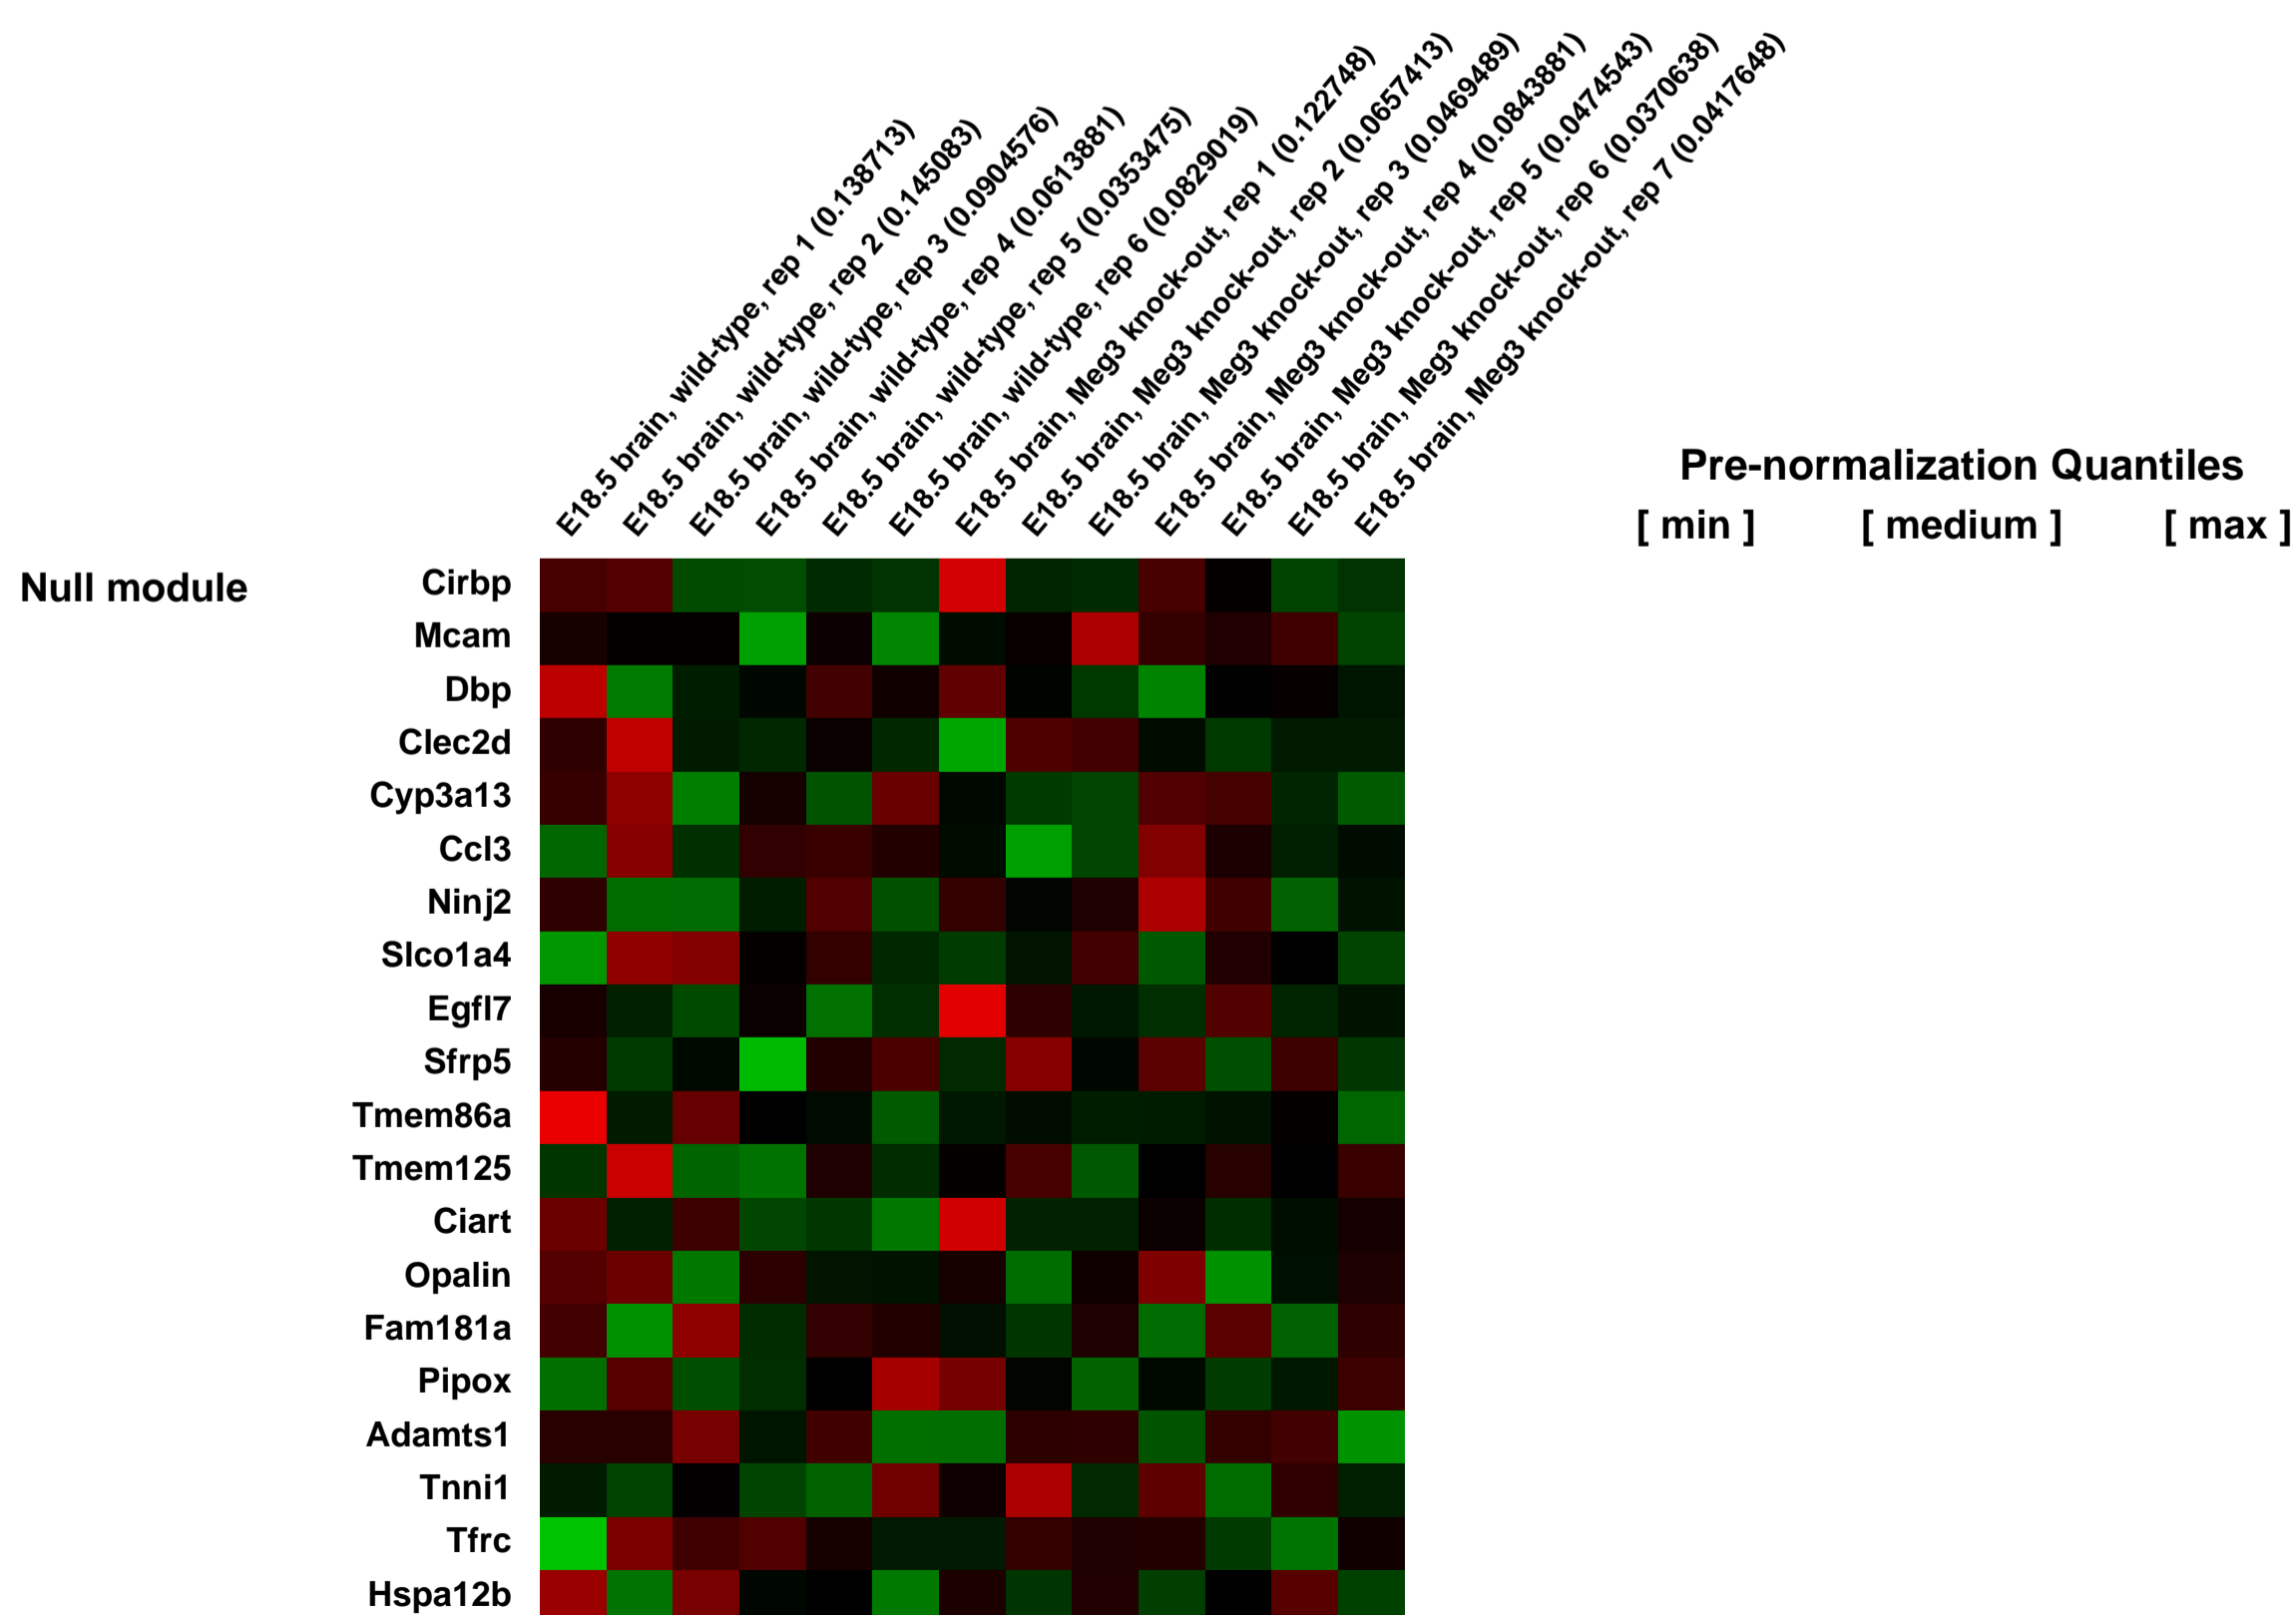 E18.5 brain, wild-type, rep 1 (0.138713)
E18.5 brain, wild-type, rep 2 (0.145083)
E18.5 brain, wild-type, rep 3 (0.0904576)
E18.5 brain, wild-type, rep 4 (0.0613881)
E18.5 brain, wild-type, rep 5 (0.0353475)
E18.5 brain, wild-type, rep 6 (0.0829019)
E18.5 brain, Meg3 knock-out, rep 1 (0.122748)
E18.5 brain, Meg3 knock-out, rep 2 (0.0657413)
E18.5 brain, Meg3 knock-out, rep 3 (0.0469489)
E18.5 brain, Meg3 knock-out, rep 4 (0.0843881)
E18.5 brain, Meg3 knock-out, rep 5 (0.0474543)
E18.5 brain, Meg3 knock-out, rep 6 (0.0370638)
E18.5 brain, Meg3 knock-out, rep 7 (0.0417648)
Pre-normalization Quantiles
[ min ] [ medium ] [ max ]
Null module
Cirbp
Mcam
Dbp
Clec2d
Cyp3a13
Ccl3
Ninj2
Slco1a4
Egfl7
Sfrp5
Tmem86a
Tmem125
Ciart
Opalin
Fam181a
Pipox
Adamts1
Tnni1
Tfrc
Hspa12b